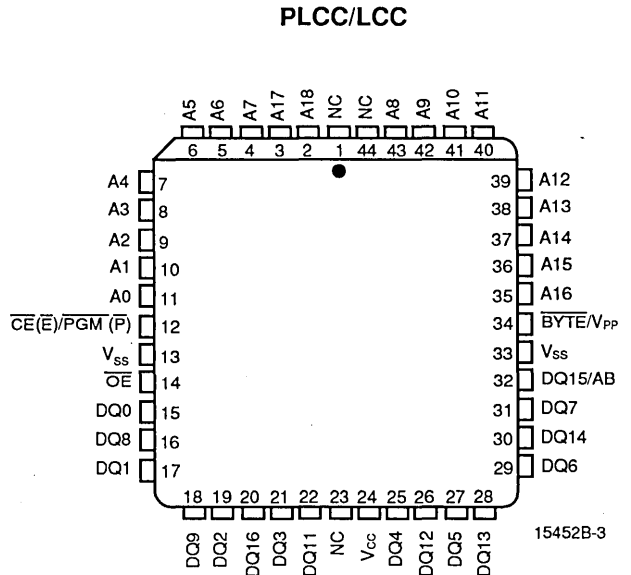 PLCC/LCC
A5 A6 A7 A17 A18 NC NC A8 A9 A10 A11
6 5 4 3 2 1 44 43 42 41 40
A4 7 39 A12
A3 8 38 A13
A2 9 37 A14
A1 10 36 A15
A0 11 35 A16
C̅E̅(E̅)/P̅G̅M̅ (P̅) 12 34 B̅Y̅T̅E̅/VPP
VSS 13 33 VSS
O̅E̅ 14 32 DQ15/AB
DQ0 15 31 DQ7
DQ8 16 30 DQ14
DQ1 17 29 DQ6
18 19 20 21 22 23 24 25 26 27 28
DQ9 DQ2 DQ16 DQ3 DQ11 NC VCC DQ4 DQ12 DQ5 DQ13
15452B-3